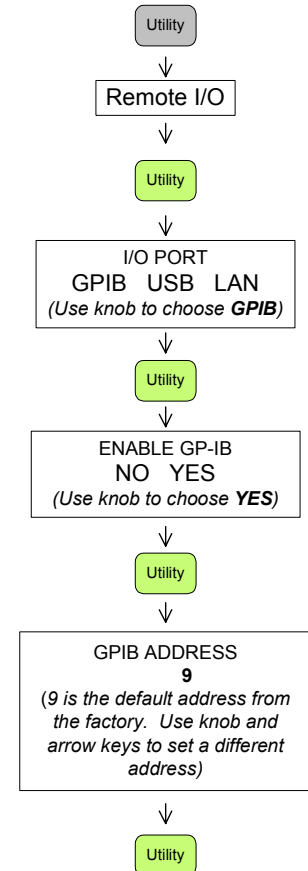 Utility
Remote I/O
Utility
I/O PORT
GPIB USB LAN
(Use knob to choose GPIB)
Utility
ENABLE GP-IB
NO YES
(Use knob to choose YES)
Utility
GPIB ADDRESS
9
(9 is the default address from
the factory. Use knob and
arrow keys to set a different
address)
Utility